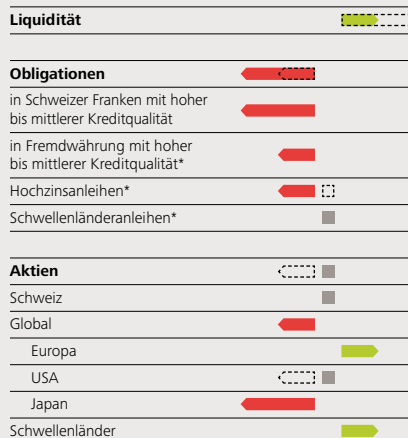 Liquidität
Obligationen
in Schweizer Franken mit hoher
bis mittlerer Kreditqualität
in Fremdwährung mit hoher
bis mittlerer Kreditqualität*
Hochzinsanleihen*
Schwellenländeranleihen*
Aktien
Schweiz
Global
Europa
USA
Japan
Schwellenländer